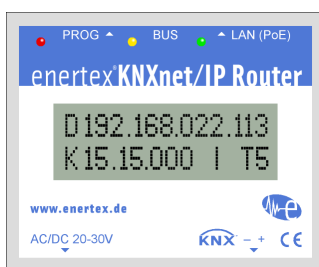 PROG BUS LAN (PoE)
enertex® KNXnet/IP Router
D192.168.022.113
K15.15.000 | T5
www.enertex.de
AC/DC 20-30V KNX - + CE